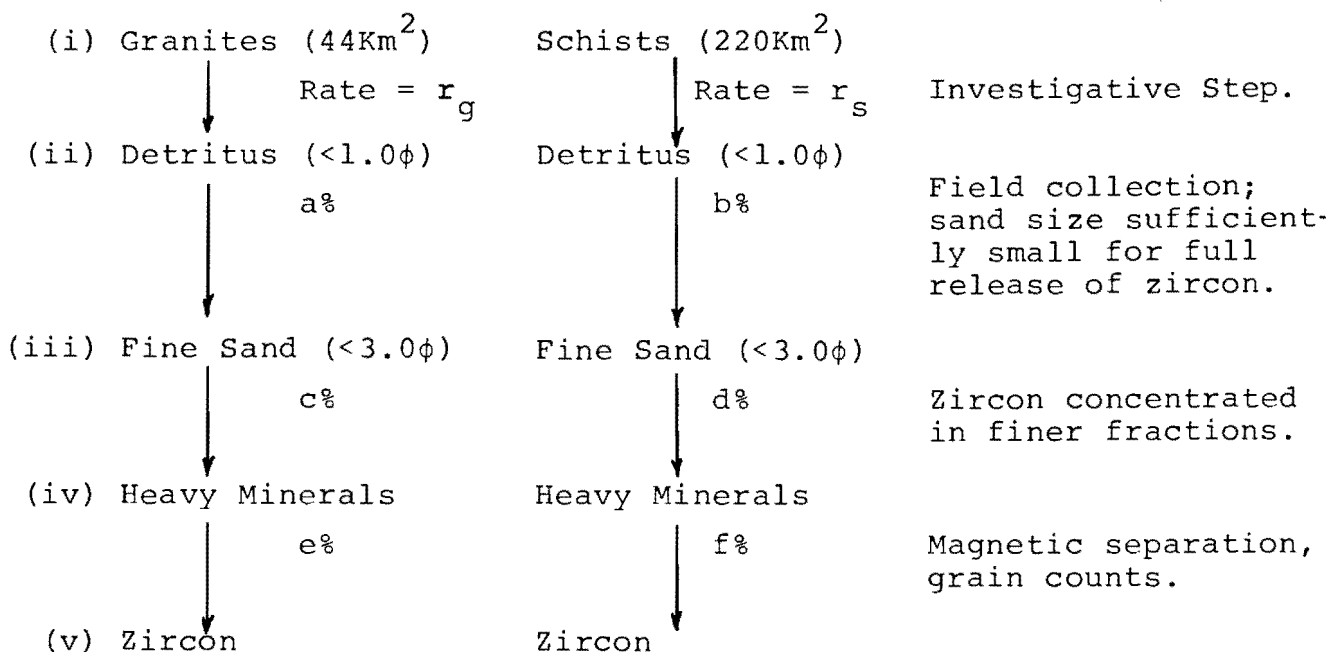 (i) Granites (44Km²) Schists (220Km²)
Rate = r_g Rate = r_s Investigative Step.
(ii) Detritus (<1.0ϕ) Detritus (<1.0ϕ)
a% b% Field collection;
sand size sufficient-
ly small for full
release of zircon.
(iii) Fine Sand (<3.0ϕ) Fine Sand (<3.0ϕ)
c% d% Zircon concentrated
in finer fractions.
(iv) Heavy Minerals Heavy Minerals
e% f% Magnetic separation,
grain counts.
(v) Zircon Zircon